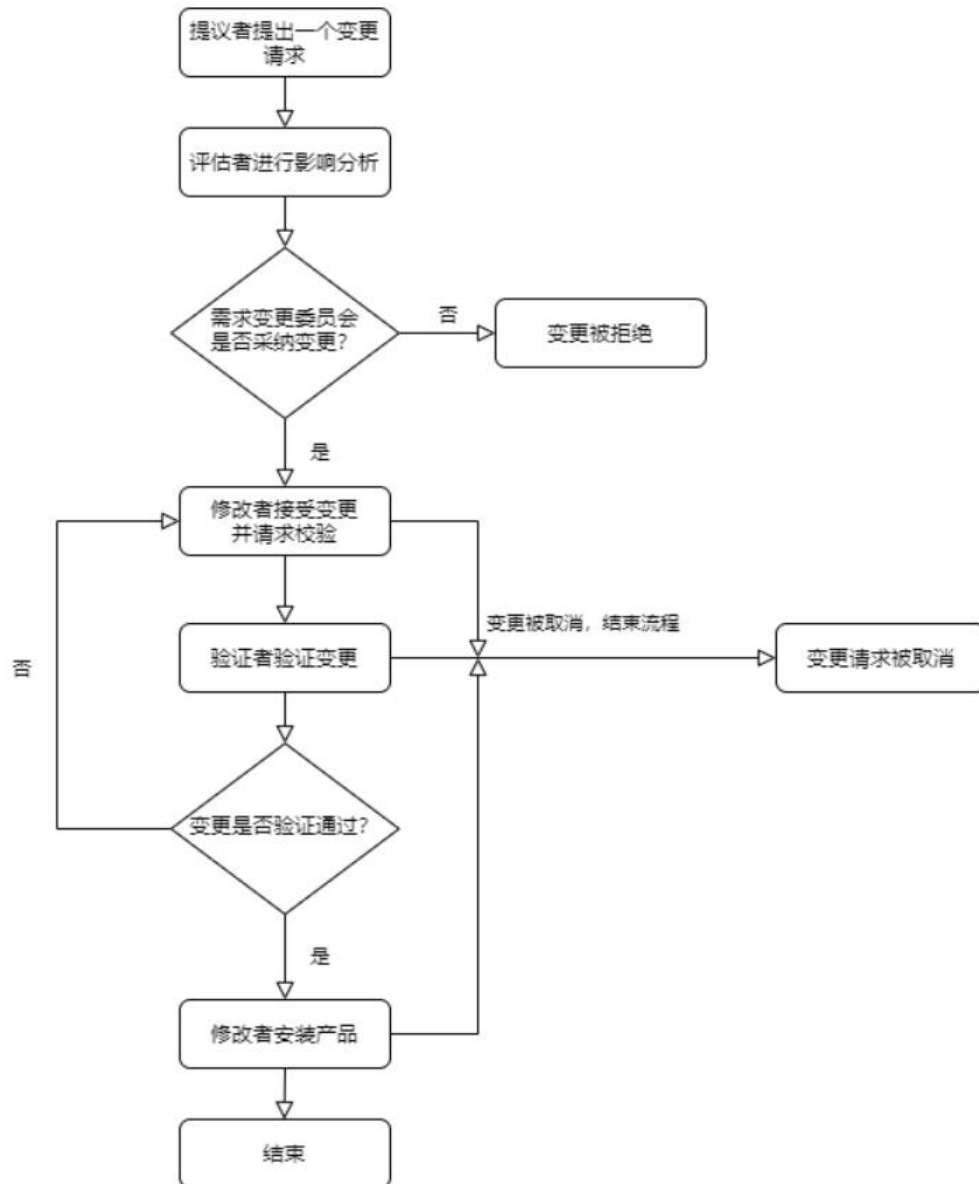 提议者提出一个变更
请求
评估者进行影响分析
需求变更委员会
是否采纳变更？
否
变更被拒绝
是
修改者接受变更
并请求校验
变更被取消，结束流程
验证者验证变更
变更请求被取消
否
变更是否验证通过？
是
修改者安装产品
结束